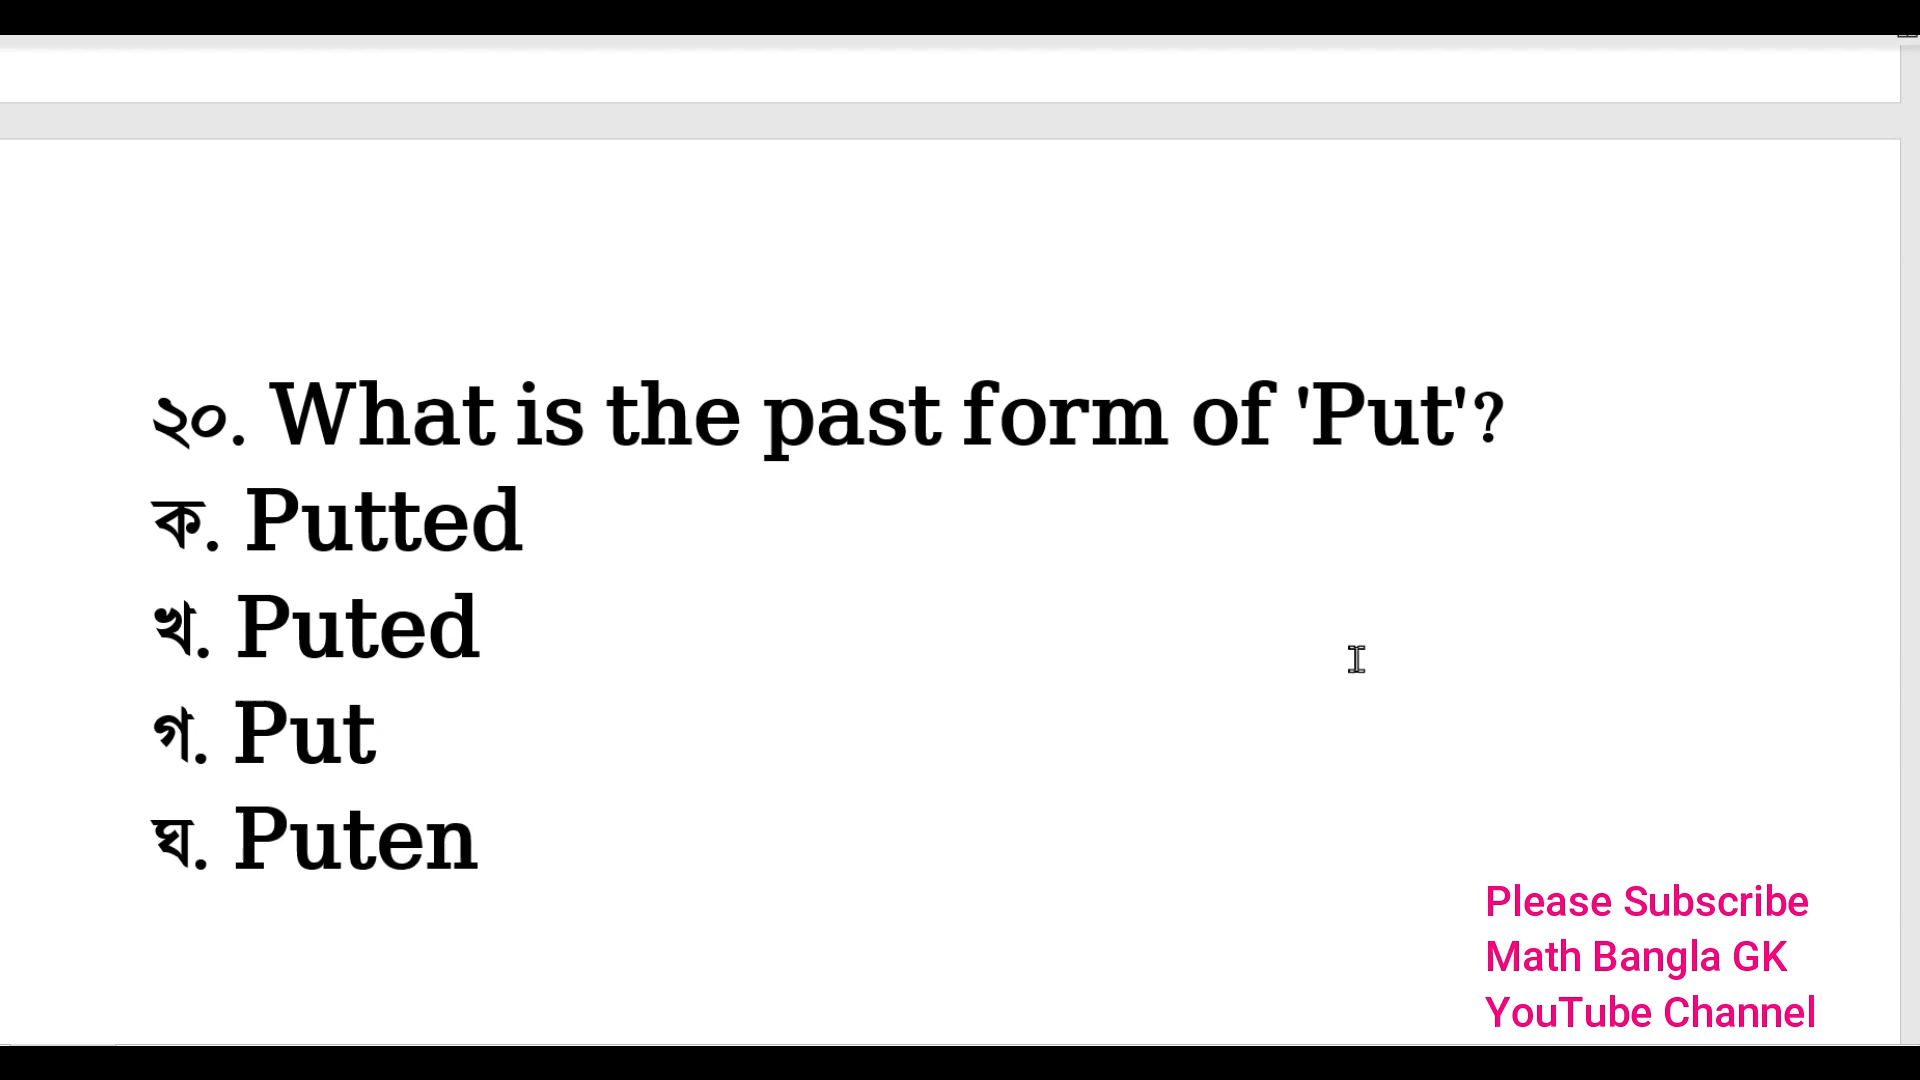 ২০. What is the past form of 'Put'?
ক. Putted
খ. Puted
গ. Put
ঘ. Puten
Please Subscribe
Math Bangla GK
YouTube Channel